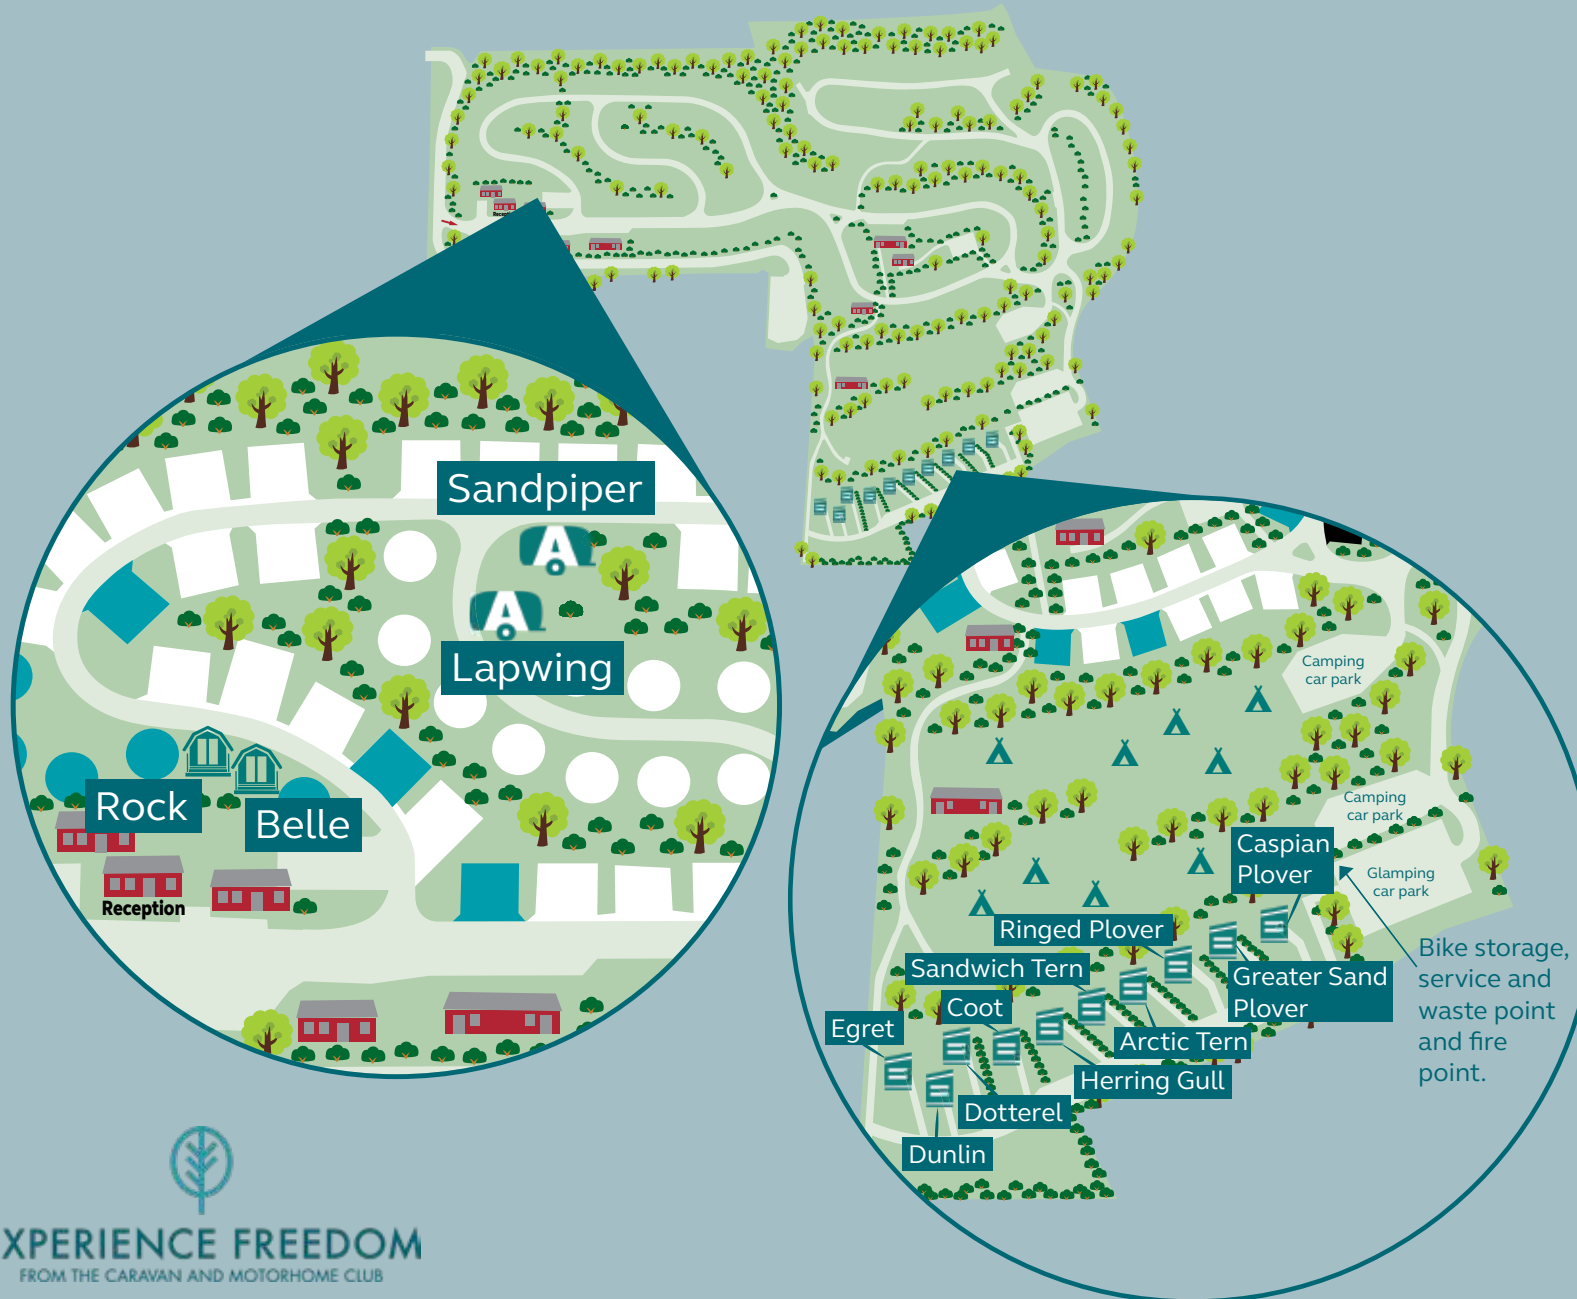 Reception
Sandpiper
Lapwing
Rock
Belle
Reception
Camping
car park
Camping
car park
Caspian
Plover
Glamping
car park
Ringed Plover
Bike storage,
service and
waste point
and fire
point.
Sandwich Tern
Greater Sand
Plover
Coot
Egret
Arctic Tern
Herring Gull
Dotterel
Dunlin
XPERIENCE FREEDOM
FROM THE CARAVAN AND MOTORHOME CLUB